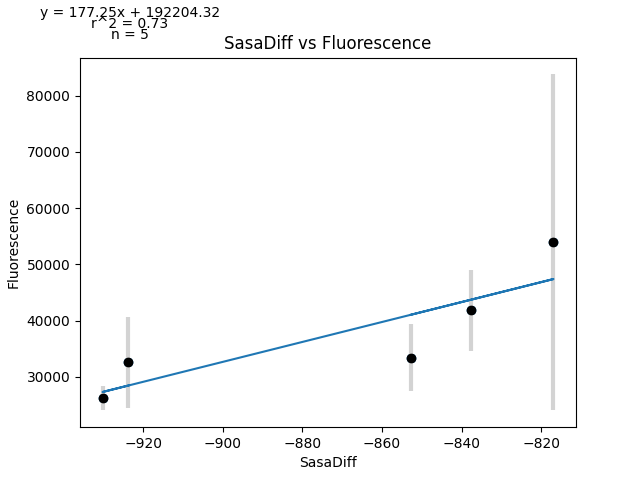 y = 177.25x + 192204.32
r^2 = 0.73
n = 5
SasaDiff vs Fluorescence
80000
70000
60000
50000
40000
30000
Fluorescence
−920
−900
−880
−860
−840
−820
SasaDiff